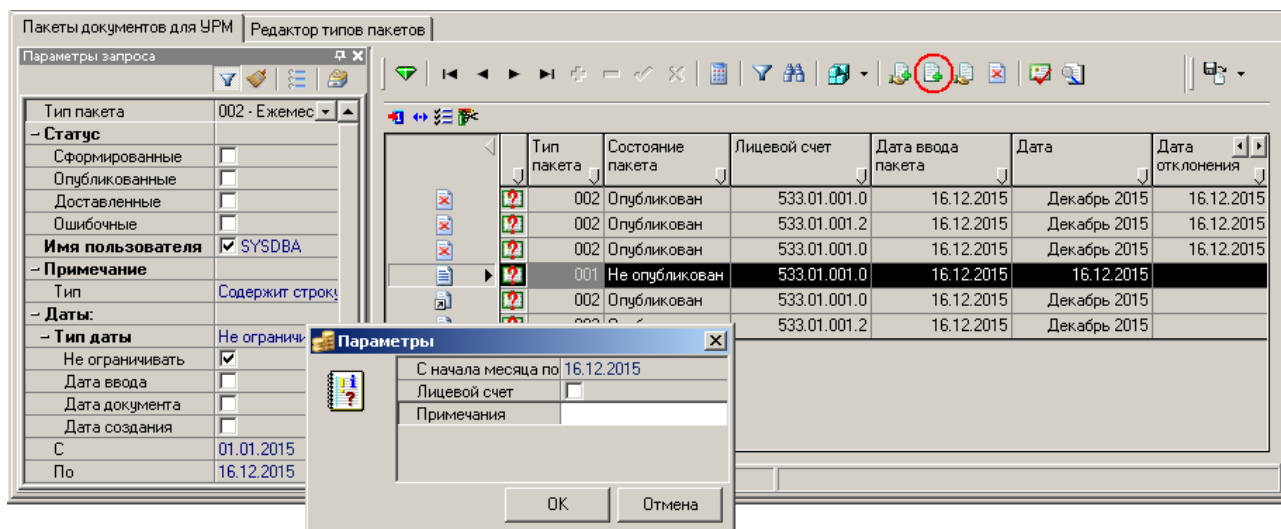 Пакеты документов для УРМ Редактор типов пакетов
Параметры запроса
Тип пакета 002 - Ежемес
Статус
Сформированные
Опубликованные
Доставленные
Ошибочные
Имя пользователя SYSDBA
Примечание
Тип Содержит строку
Даты:
Тип даты Не ограничи
Не ограничивать
Дата ввода
Дата документа
Дата создания
С 01.01.2015
По 16.12.2015
Тип пакета Состояние пакета Лицевой счет Дата ввода пакета Дата Дата отклонения
002 Опубликован 533.01.001.0 16.12.2015 Декабрь 2015 16.12.2015
002 Опубликован 533.01.001.2 16.12.2015 Декабрь 2015 16.12.2015
002 Опубликован 533.01.001.0 16.12.2015 Декабрь 2015 16.12.2015
001 Не опубликован 533.01.001.0 16.12.2015 16.12.2015
002 Опубликован 533.01.001.0 16.12.2015 Декабрь 2015
533.01.001.2 16.12.2015 Декабрь 2015
Параметры
С начала месяца по 16.12.2015
Лицевой счет
Примечания
OK Отмена